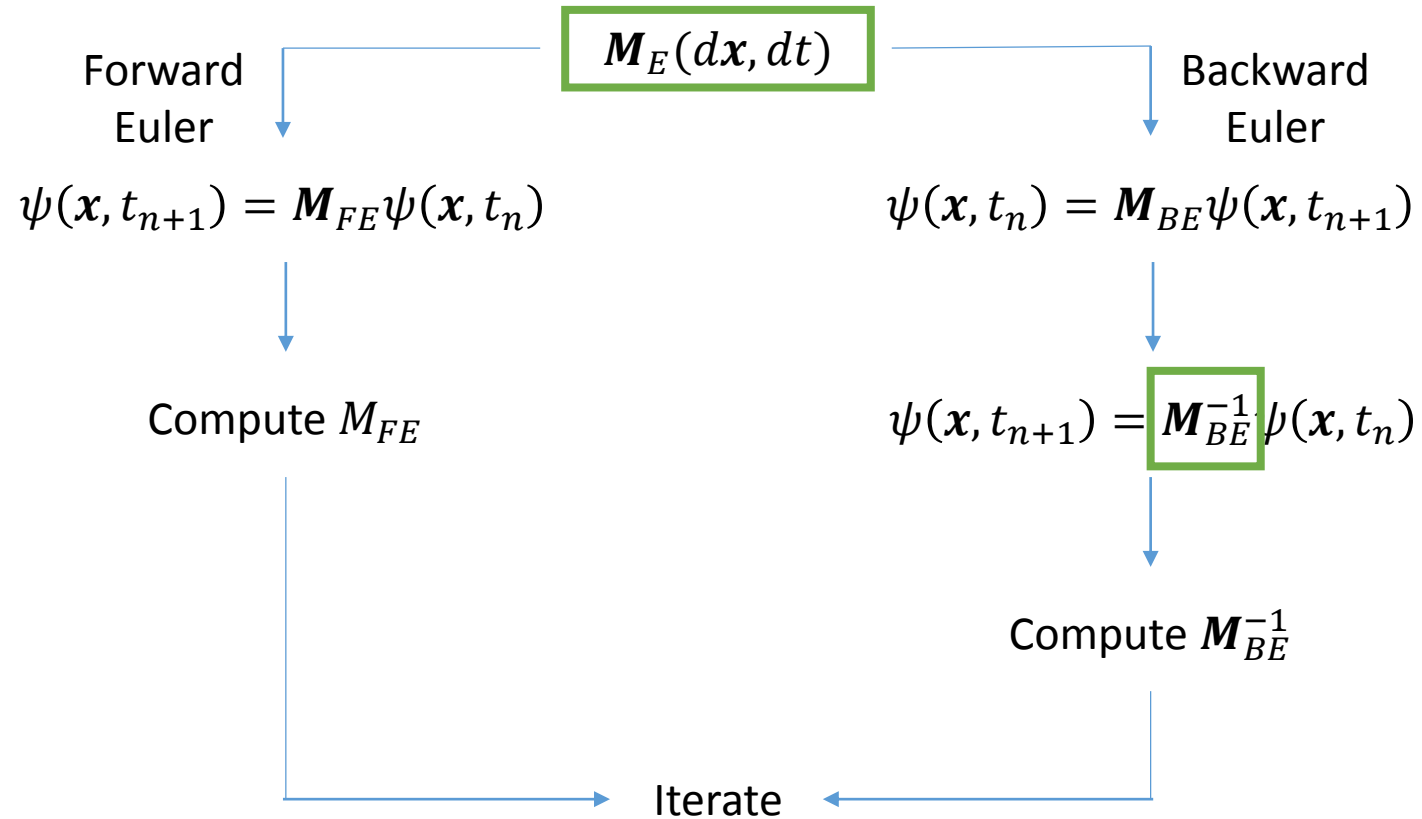 𝑴_𝐸(𝑑𝒙, 𝑑𝑡)
Forward
Euler
Backward
Euler
𝜓(𝒙, 𝑡_{𝑛+1}) = 𝑴_{𝐹𝐸}𝜓(𝒙, 𝑡_𝑛)
𝜓(𝒙, 𝑡_𝑛) = 𝑴_{𝐵𝐸}𝜓(𝒙, 𝑡_{𝑛+1})
Compute 𝑀_{𝐹𝐸}
𝜓(𝒙, 𝑡_{𝑛+1}) = 𝑴_{𝐵𝐸}^{−1}𝜓(𝒙, 𝑡_𝑛)
Compute 𝑴_{𝐵𝐸}^{−1}
Iterate